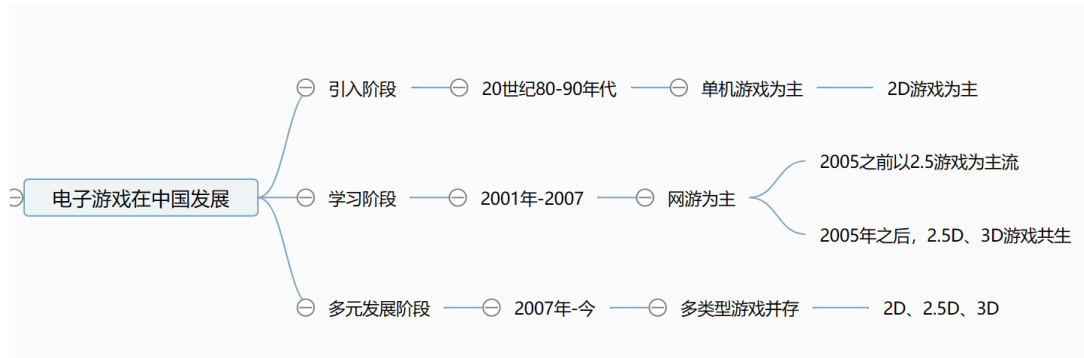 电子游戏在中国发展
引入阶段
20世纪80-90年代
单机游戏为主
2D游戏为主
学习阶段
2001年-2007
网游为主
2005之前以2.5游戏为主流
2005年之后，2.5D、3D游戏共生
多元发展阶段
2007年-今
多类型游戏并存
2D、2.5D、3D